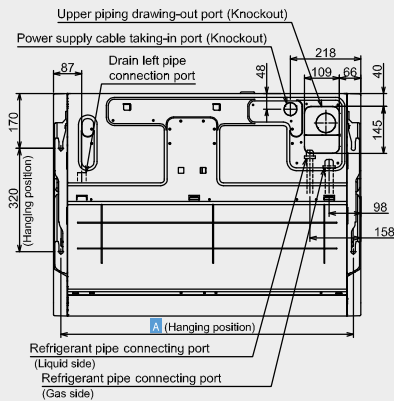 Upper piping drawing-out port (Knockout)
Power supply cable taking-in port (Knockout)
Drain left pipe
connection port
218
87
48
109
66
40
170
145
320
(Hanging position)
98
158
A (Hanging position)
Refrigerant pipe connecting port
(Liquid side)
Refrigerant pipe connecting port
(Gas side)